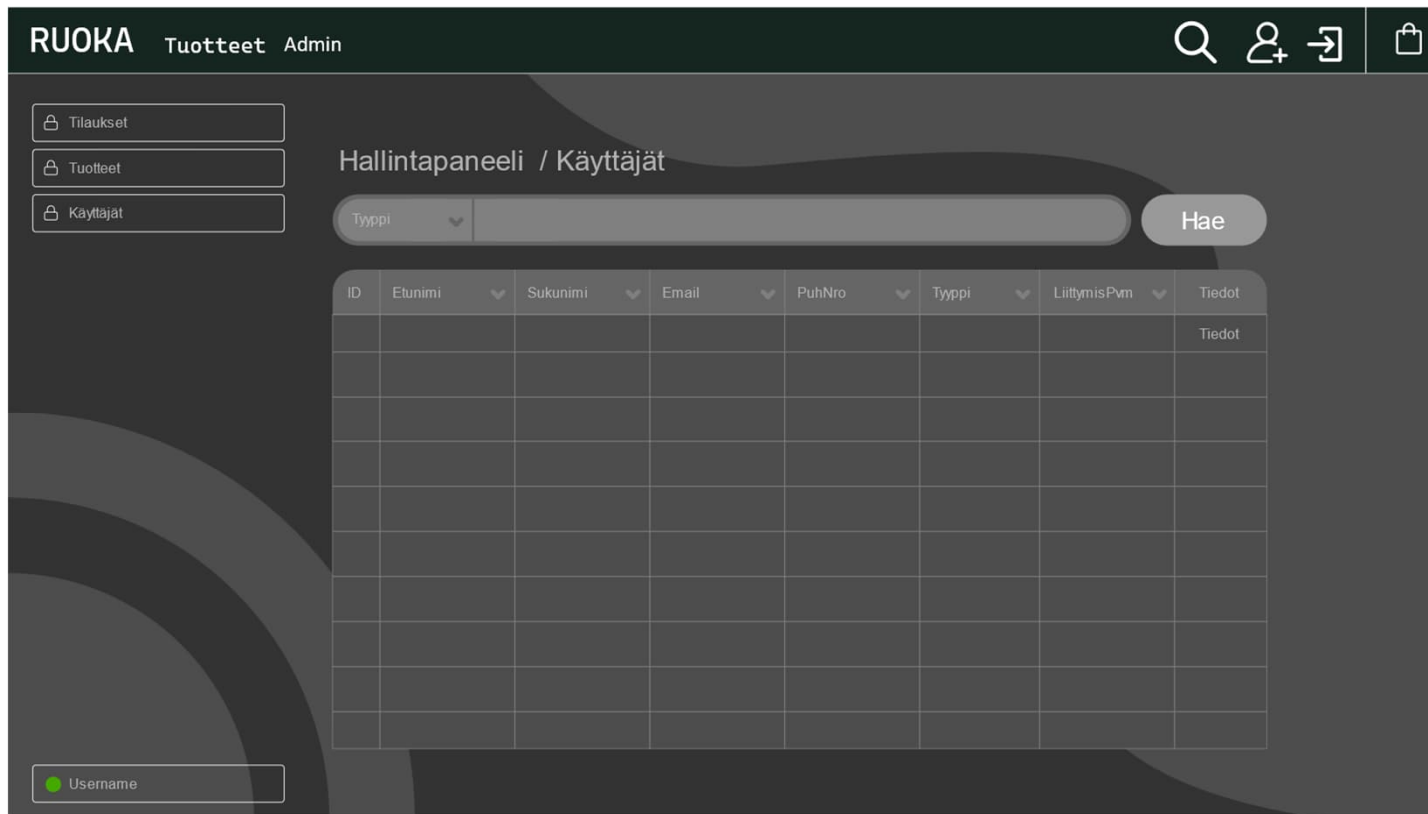 RUOKA Tuotteet Admin
Tilaukset
Tuotteet
Käyttäjät
Hallintapaneeli / Käyttäjät
Tyyppi Hae
ID Etunimi Sukunimi Email PuhNro Tyyppi LiittymisPvm Tiedot
Tiedot
Username